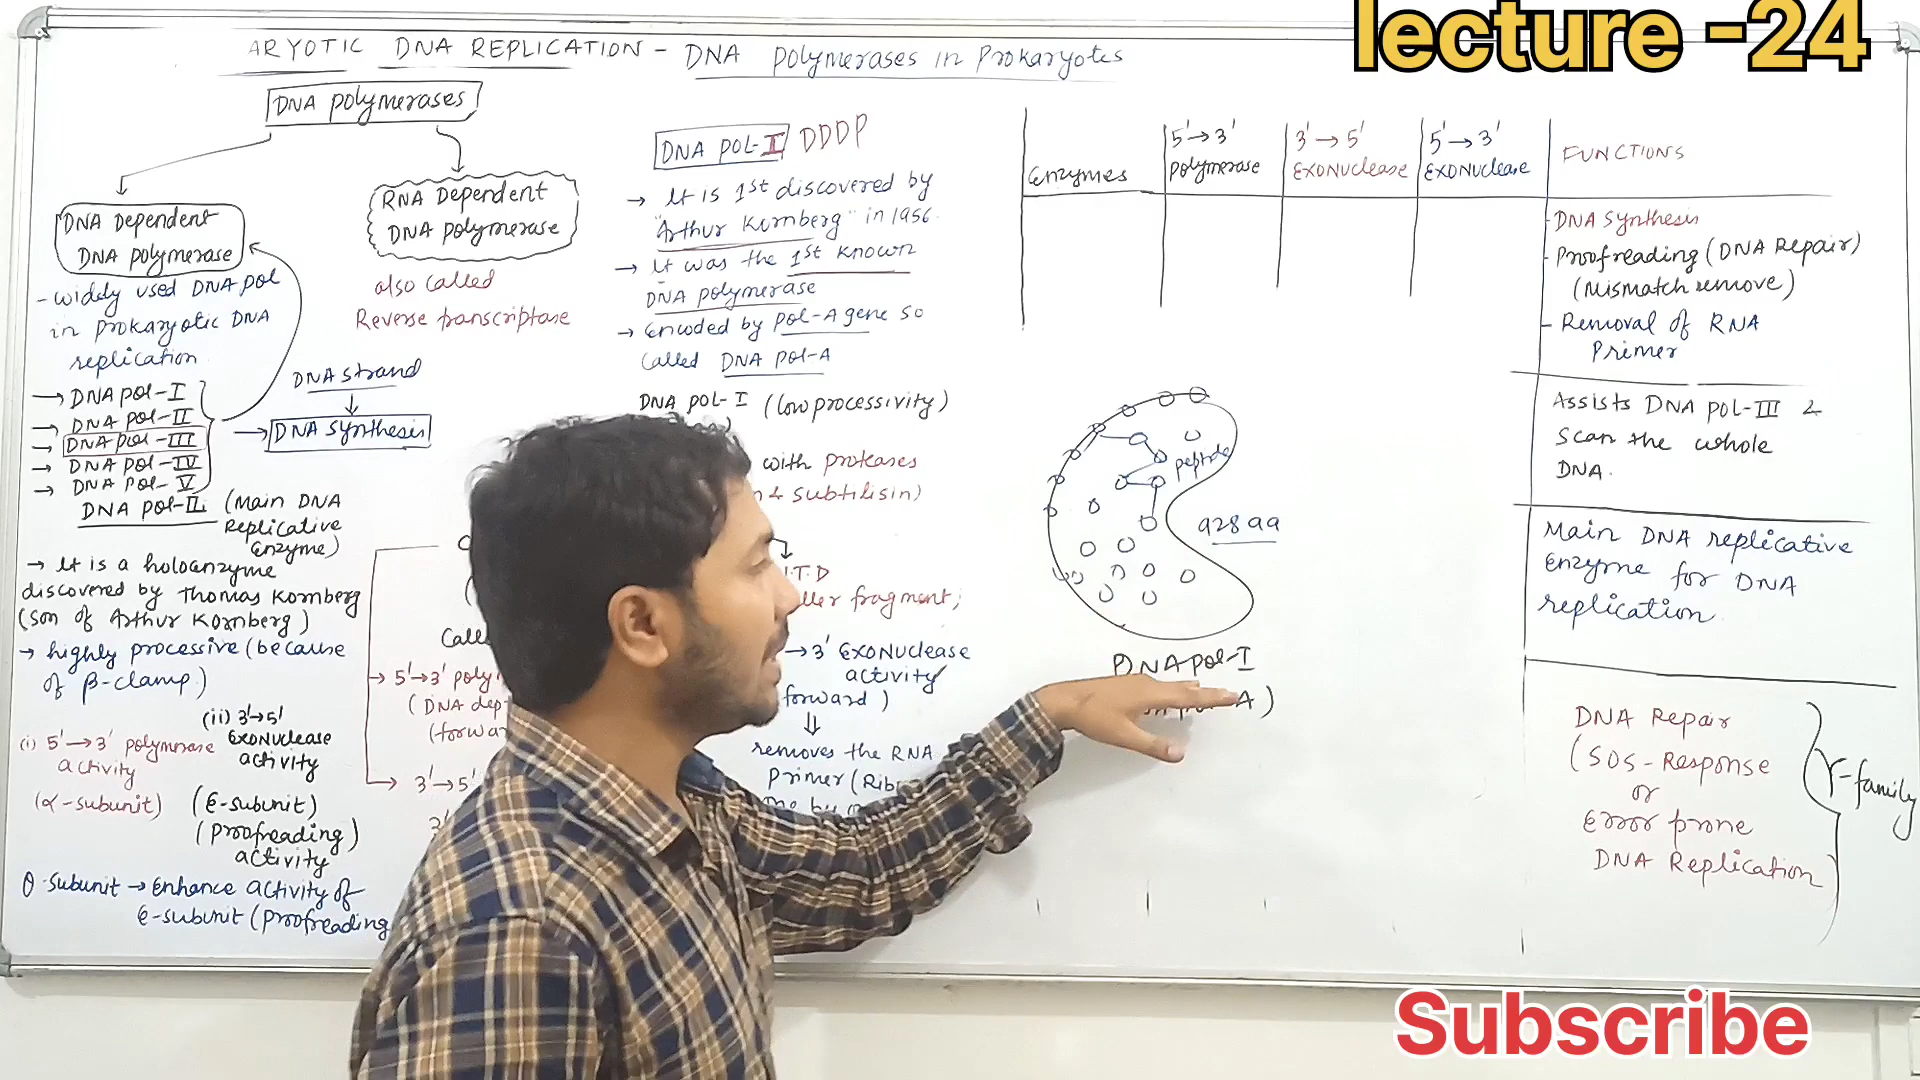 lecture -24
ARYOTIC DNA REPLICATION - DNA Polymerases in Prokaryotes
DNA Polymerases
DNA Dependent
DNA polymerase
- widely used DNA pol
in prokaryotic DNA
replication
→ DNA pol-I
→ DNA pol-II
→ DNA pol-III
→ DNA pol-IV
→ DNA pol-V
RNA Dependent
DNA polymerase
also called
Reverse transcriptase
DNA strand
→ DNA synthesis
DNA pol-III (Main DNA
Replicative
Enzyme)
→ It is a holoenzyme
discovered by Thomas Kornberg
(son of Arthur Kornberg)
→ highly processive (because
of β-clamp)
(i) 5'→3' polymerase
activity
(α-subunit)
(ii) 3'→5'
Exonuclease
activity
(ε-subunit)
(Proofreading)
activity
θ-subunit → Enhance activity of
ε-subunit (Proofreading
DNA pol-I DDDP
→ It is 1st discovered by
"Arthur Kornberg" in 1956.
→ It was the 1st known
DNA polymerase
→ Encoded by pol-A gene so
called DNA pol-A
DNA pol-I (low processivity)
with proteases
& subtilisin)
→ 5'→3' poly
(DNA dep
(forwa
→ 3'→5'
fragment;
→3' Exonuclease
activity
forward)
removes the RNA
primer (Rib
Enzymes
5'→3'
Polymerase
3'→5'
Exonuclease
5'→3'
Exonuclease
FUNCTIONS
- DNA Synthesis
- Proofreading (DNA Repair)
(Mismatch remove)
- Removal of RNA
Primer
Assists DNA pol-III &
scan the whole
DNA.
Main DNA replicative
Enzyme for DNA
replication.
DNA Repair
(SOS-Response
or
Error prone
DNA Replication
Y-family
peptide
928 aa
DNA pol-I
A)
Subscribe